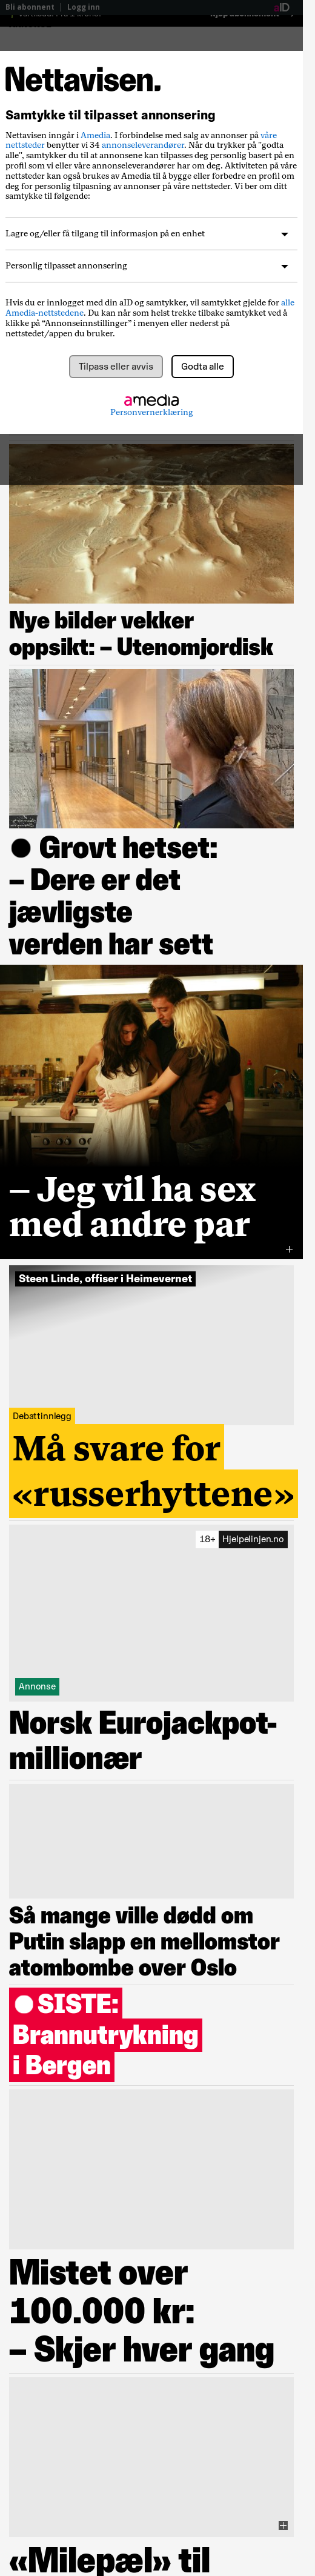 Bli abonnent | Logg inn
aID
Nettavisen.
Samtykke til tilpasset annonsering
Nettavisen inngår i Amedia. I forbindelse med salg av annonser på våre
nettsteder benytter vi 34 annonseleverandører. Når du trykker på "godta
alle", samtykker du til at annonsene kan tilpasses deg personlig basert på en
profil som vi eller våre annonseleverandører har av deg. Aktiviteten på våre
nettsteder kan også brukes av Amedia til å bygge eller forbedre en profil om
deg for personlig tilpasning av annonser på våre nettsteder. Vi ber om ditt
samtykke til følgende:
Lagre og/eller få tilgang til informasjon på en enhet
Personlig tilpasset annonsering
Hvis du er innlogget med din aID og samtykker, vil samtykket gjelde for alle
Amedia-nettstedene. Du kan når som helst trekke tilbake samtykket ved å
klikke på “Annonseinnstillinger” i menyen eller nederst på
nettstedet/appen du bruker.
Tilpass eller avvis
Godta alle
amedia
Personvernerklæring
Nye bilder vekker
oppsikt: – Utenomjordisk
● Grovt hetset:
– Dere er det
jævligste
verden har sett
– Jeg vil ha sex
med andre par
Steen Linde, offiser i Heimevernet
Debattinnlegg
Må svare for
«russerhyttene»
18+ Hjelpelinjen.no
Annonse
Norsk Eurojackpot-
millionær
Så mange ville dødd om
Putin slapp en mellomstor
atombombe over Oslo
● SISTE:
Brannutrykning
i Bergen
Mistet over
100.000 kr:
– Skjer hver gang
«Milepæl» til